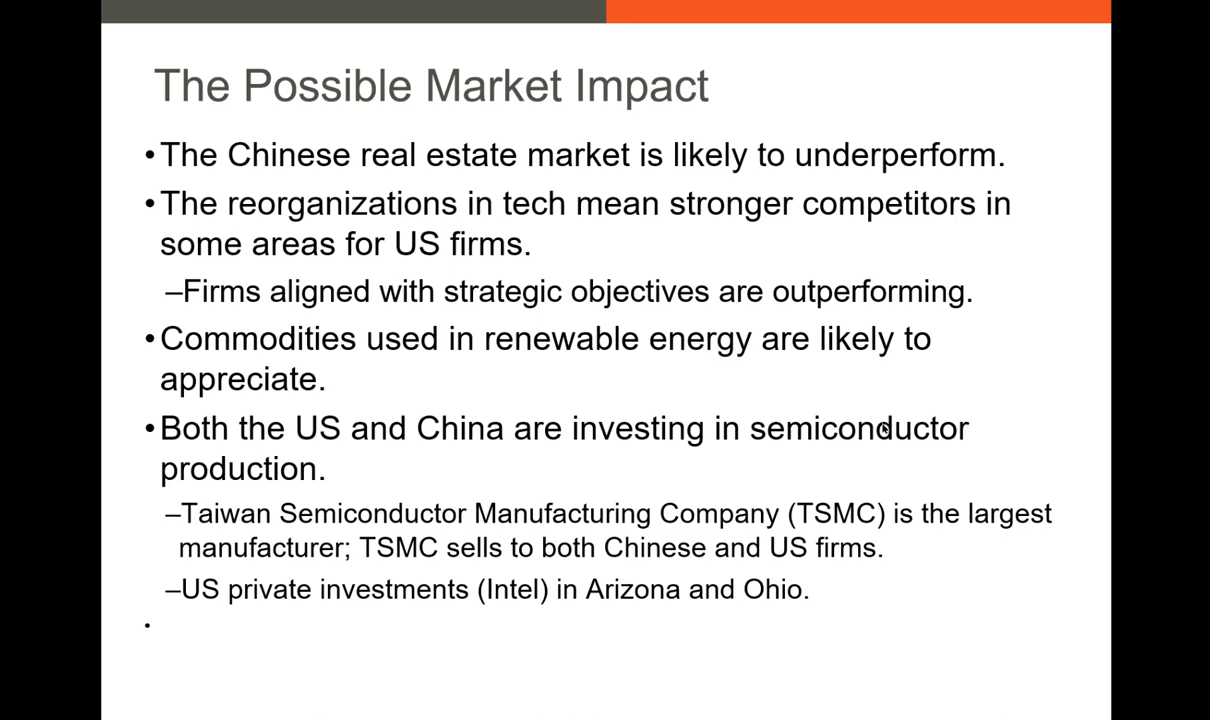 The Possible Market Impact
•The Chinese real estate market is likely to underperform.
•The reorganizations in tech mean stronger competitors in
some areas for US firms.
–Firms aligned with strategic objectives are outperforming.
•Commodities used in renewable energy are likely to
appreciate.
•Both the US and China are investing in semiconductor
production.
–Taiwan Semiconductor Manufacturing Company (TSMC) is the largest
manufacturer; TSMC sells to both Chinese and US firms.
–US private investments (Intel) in Arizona and Ohio.
•